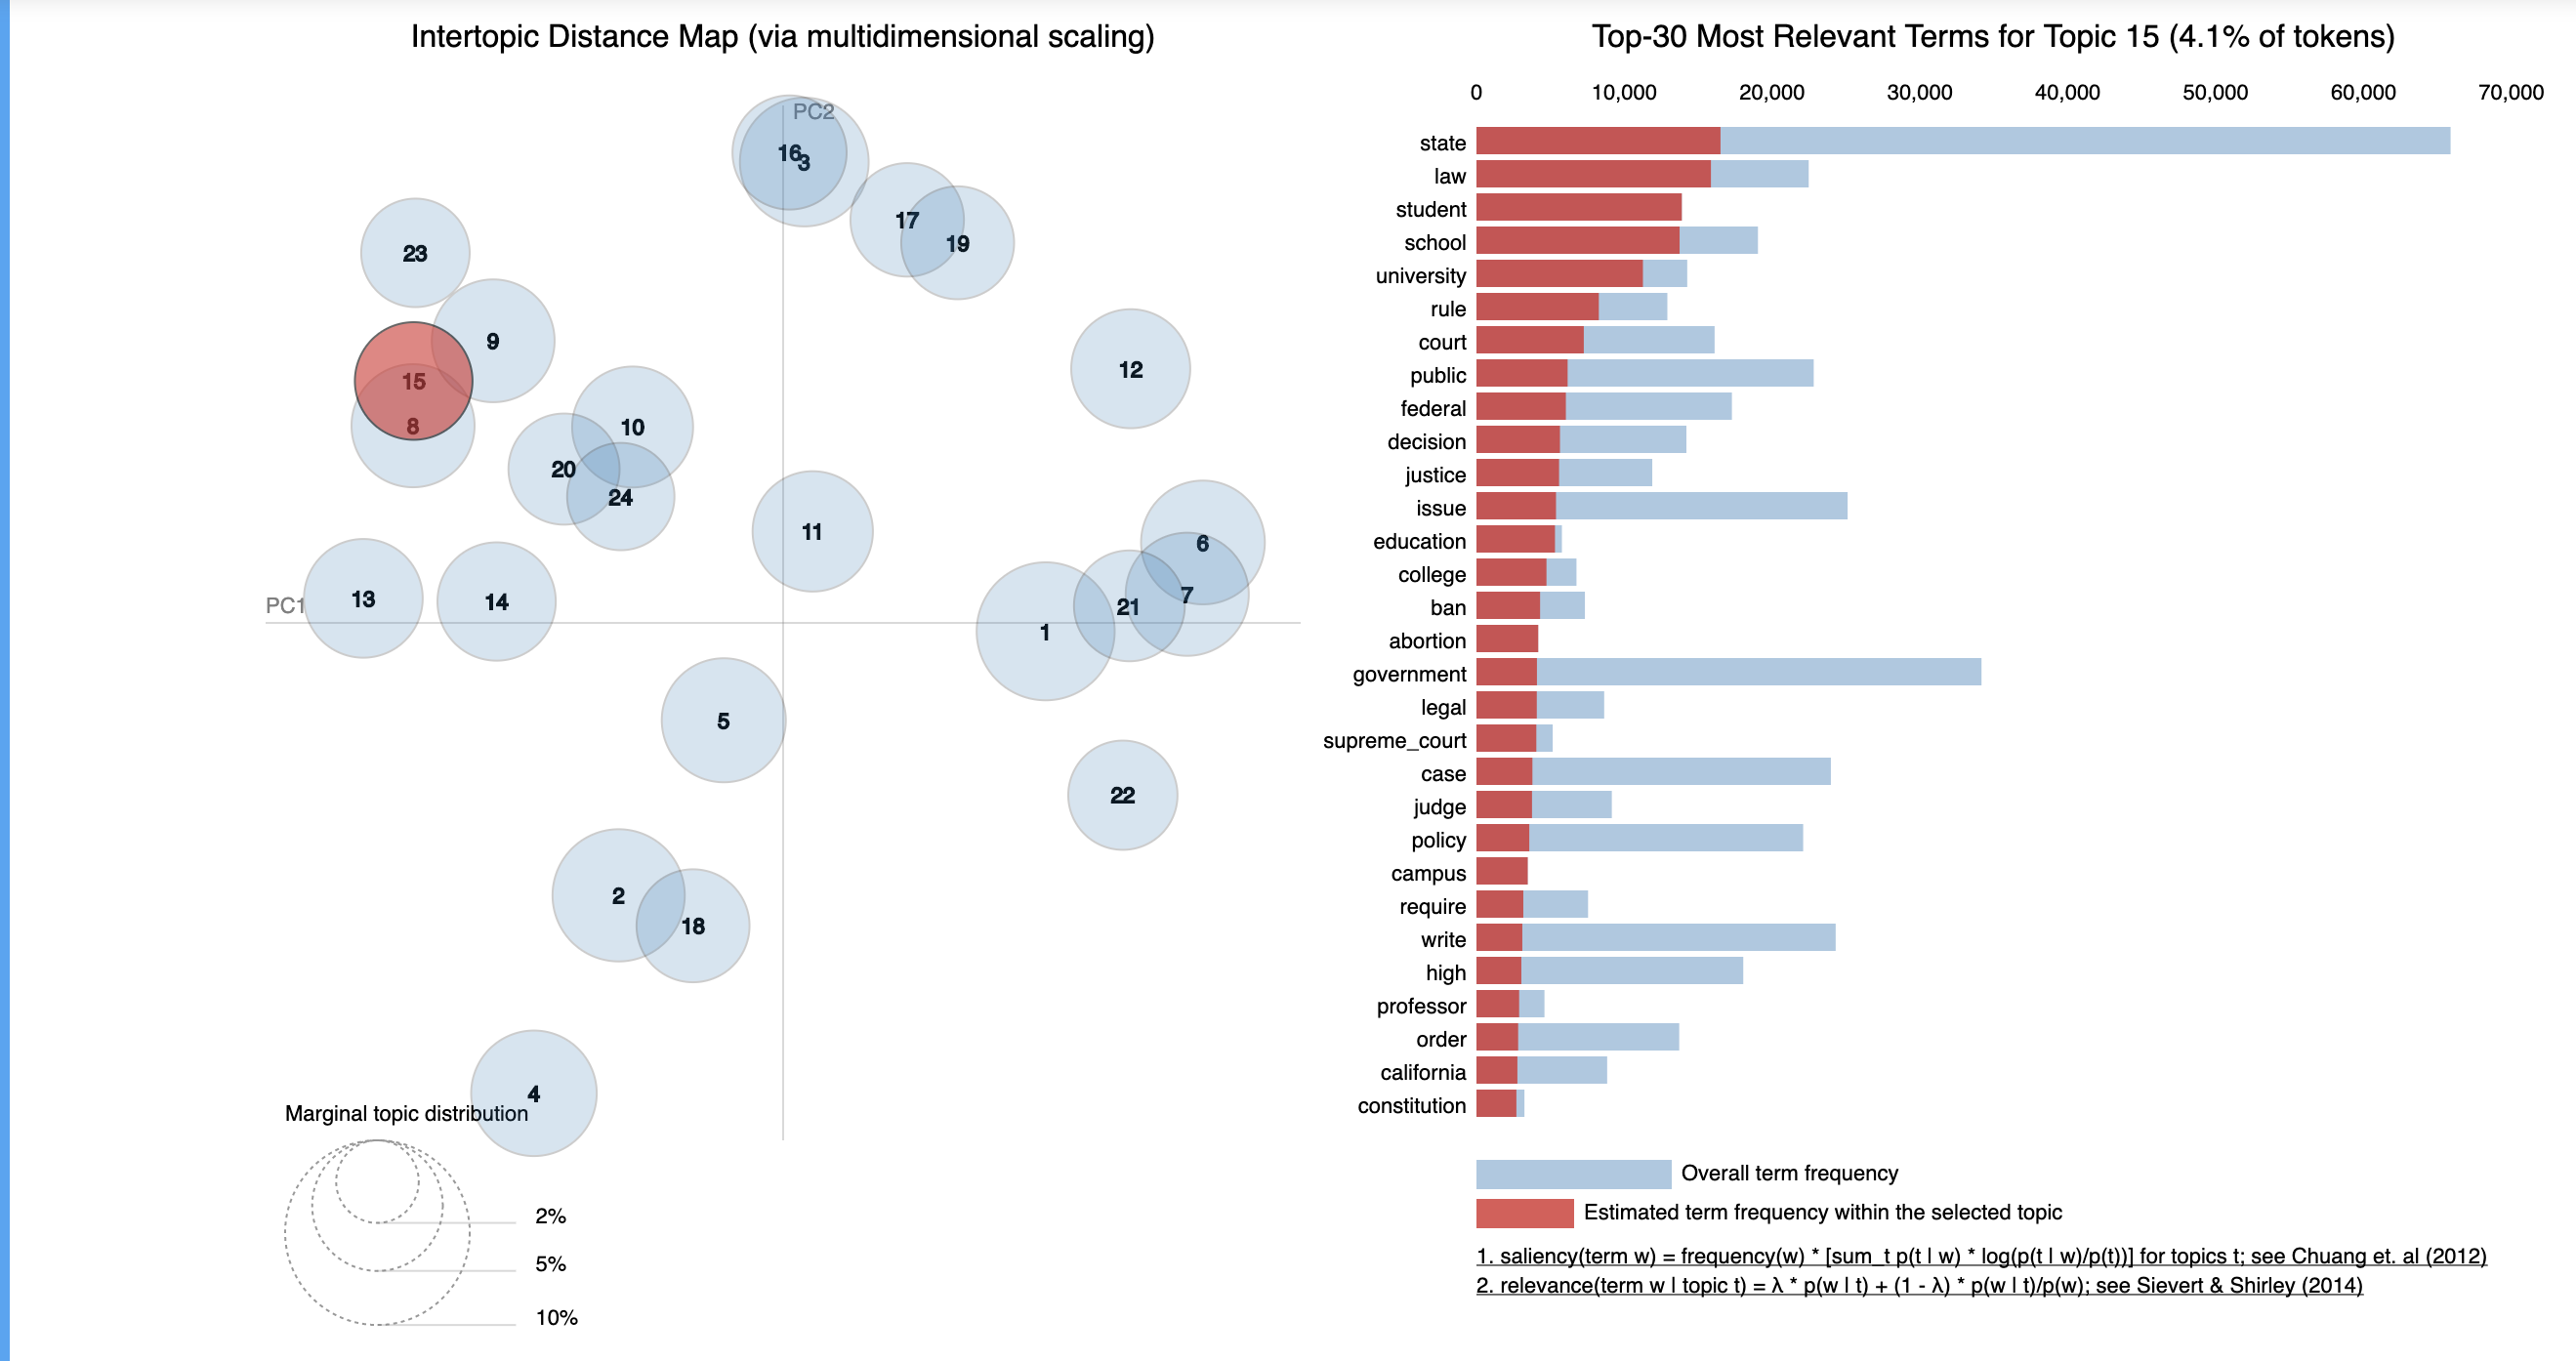 Intertopic Distance Map (via multidimensional scaling)
PC2
16
3
17
19
23
9
15
8
12
10
20
24
11
6
7
21
1
PC1
13
14
5
22
2
18
4
Marginal topic distribution
2%
5%
10%
Top-30 Most Relevant Terms for Topic 15 (4.1% of tokens)
0 10,000 20,000 30,000 40,000 50,000 60,000 70,000
state
law
student
school
university
rule
court
public
federal
decision
justice
issue
education
college
ban
abortion
government
legal
supreme_court
case
judge
policy
campus
require
write
high
professor
order
california
constitution
Overall term frequency
Estimated term frequency within the selected topic
1. saliency(term w) = frequency(w) * [sum_t p(t | w) * log(p(t | w)/p(t))] for topics t; see Chuang et. al (2012)
2. relevance(term w | topic t) = λ * p(w | t) + (1 - λ) * p(w | t)/p(w); see Sievert & Shirley (2014)